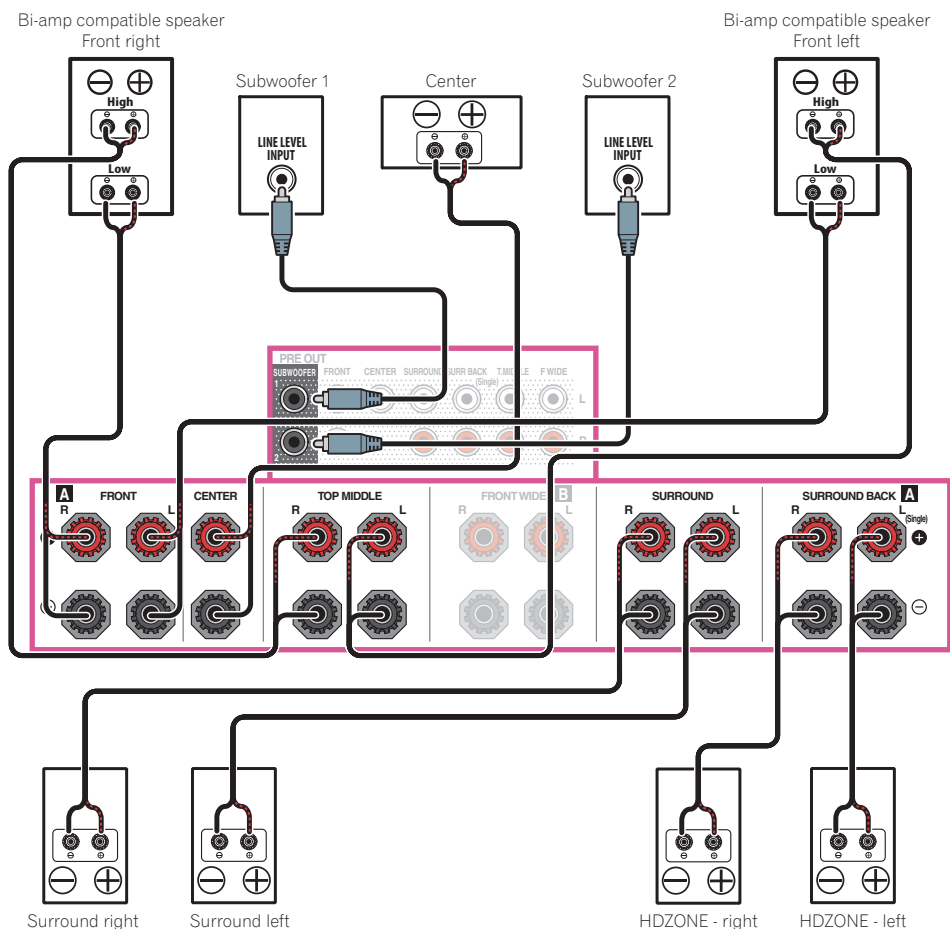 Bi-amp compatible speaker
Front right
Bi-amp compatible speaker
Front left
Subwoofer 1
Center
Subwoofer 2
High
Low
LINE LEVEL
INPUT
LINE LEVEL
INPUT
High
Low
PRE OUT
SUBWOOFER
FRONT
CENTER
SURROUND
SURR BACK
T.MIDDLE
F WIDE
(Single)
1
L
2
R
A
FRONT
CENTER
TOP MIDDLE
FRONT WIDE
B
SURROUND
SURROUND BACK
A
R
L
R
L
R
L
R
L
R
L
(Single)
Surround right
Surround left
HDZONE - right
HDZONE - left